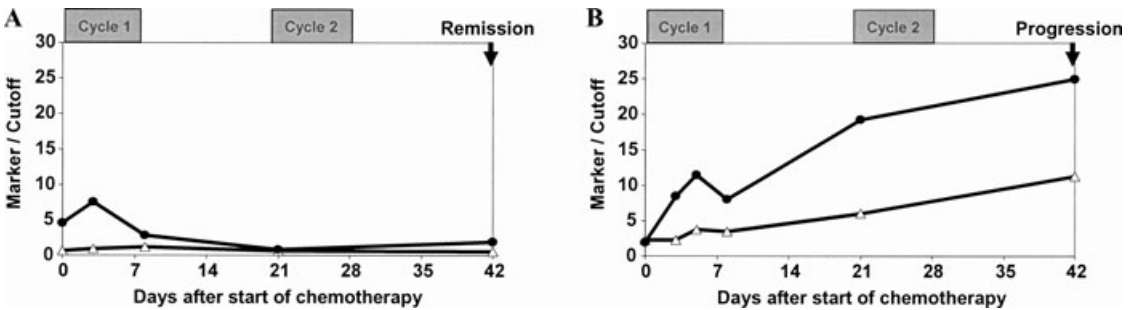 A
Cycle 1
Cycle 2
Remission
30
25
20
15
10
5
0
Marker / Cutoff
0 7 14 21 28 35 42
Days after start of chemotherapy
B
Cycle 1
Cycle 2
Progression
30
25
20
15
10
5
0
Marker / Cutoff
0 7 14 21 28 35 42
Days after start of chemotherapy